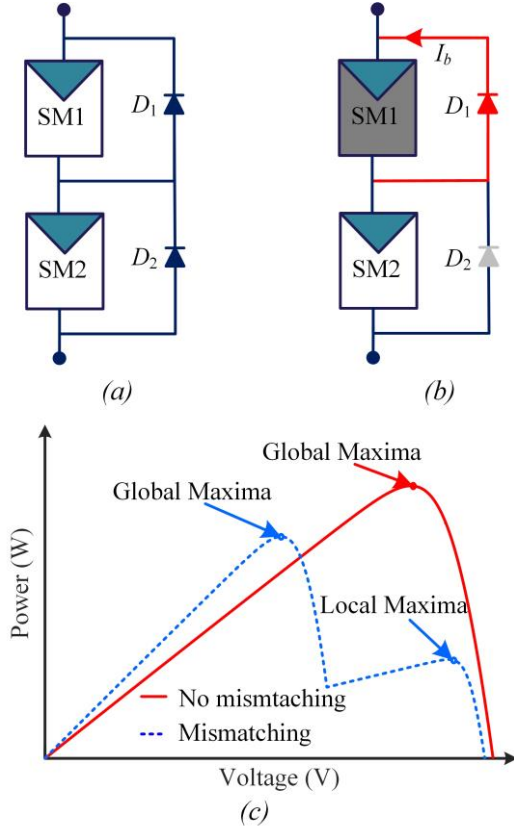 SM1
D1
SM2
D2
(a)
Ib
SM1
D1
SM2
D2
(b)
Global Maxima
Global Maxima
Local Maxima
No mismtaching
Mismatching
Power (W)
Voltage (V)
(c)